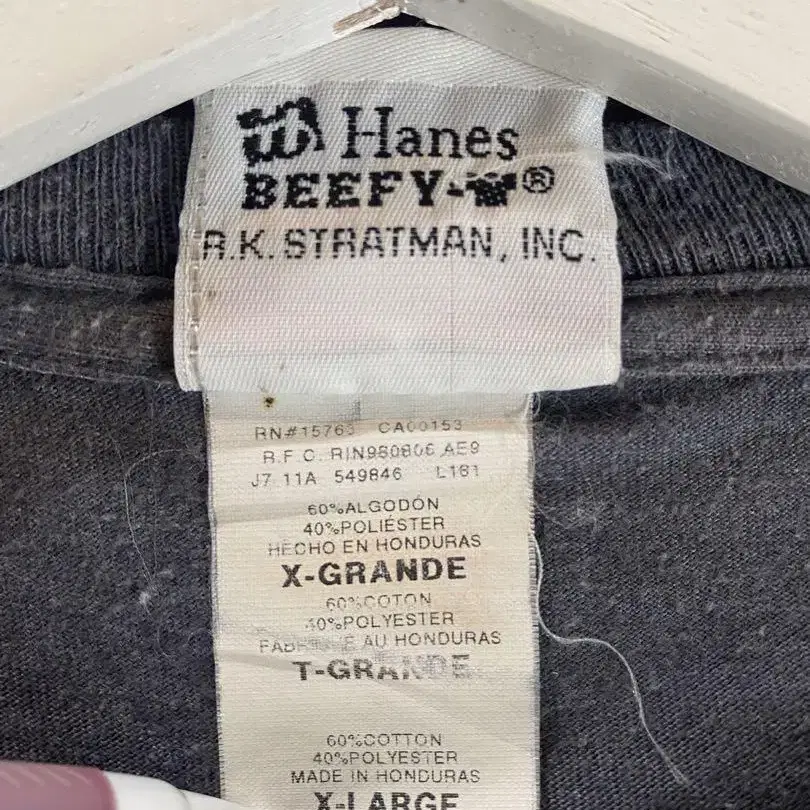 Hanes
BEEFY-T®
R.K. STRATMAN, INC.
RN#15763 CA00153
R.F.C. RIN980806 AE9
J7 11A 549846 L161
60%ALGODÓN
40%POLIÉSTER
HECHO EN HONDURAS
X-GRANDE
60%COTON
40%POLYESTER
AU HONDURAS
T-GRANDE
60%COTTON
40%POLYESTER
MADE IN HONDURAS
X-LARGE